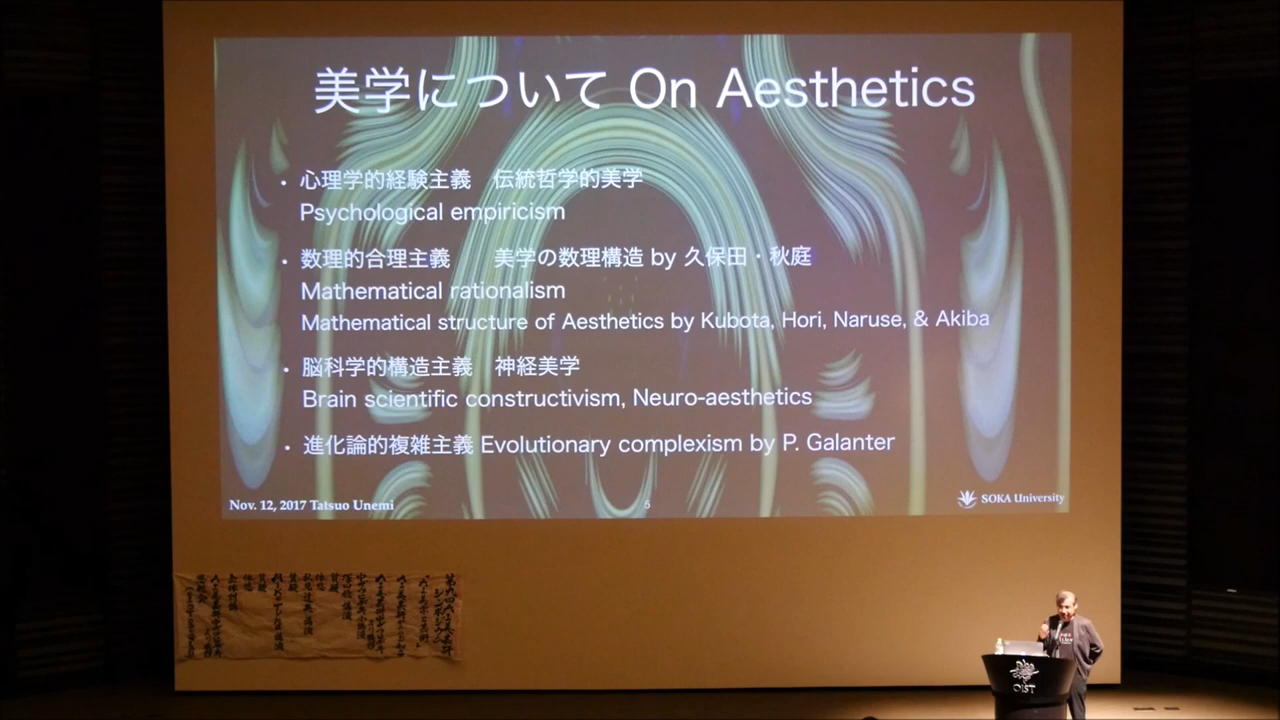 美学について On Aesthetics
・心理学的経験主義　伝統哲学的美学
Psychological empiricism
・数理的合理主義　　美学の数理構造 by 久保田・秋庭
Mathematical rationalism
Mathematical structure of Aesthetics by Kubota, Hori, Naruse, & Akiba
・脳科学的構造主義　神経美学
Brain scientific constructivism, Neuro-aesthetics
・進化論的複雑主義 Evolutionary complexism by P. Galanter
Nov. 12, 2017 Tatsuo Unemi
5
SOKA University
OIST